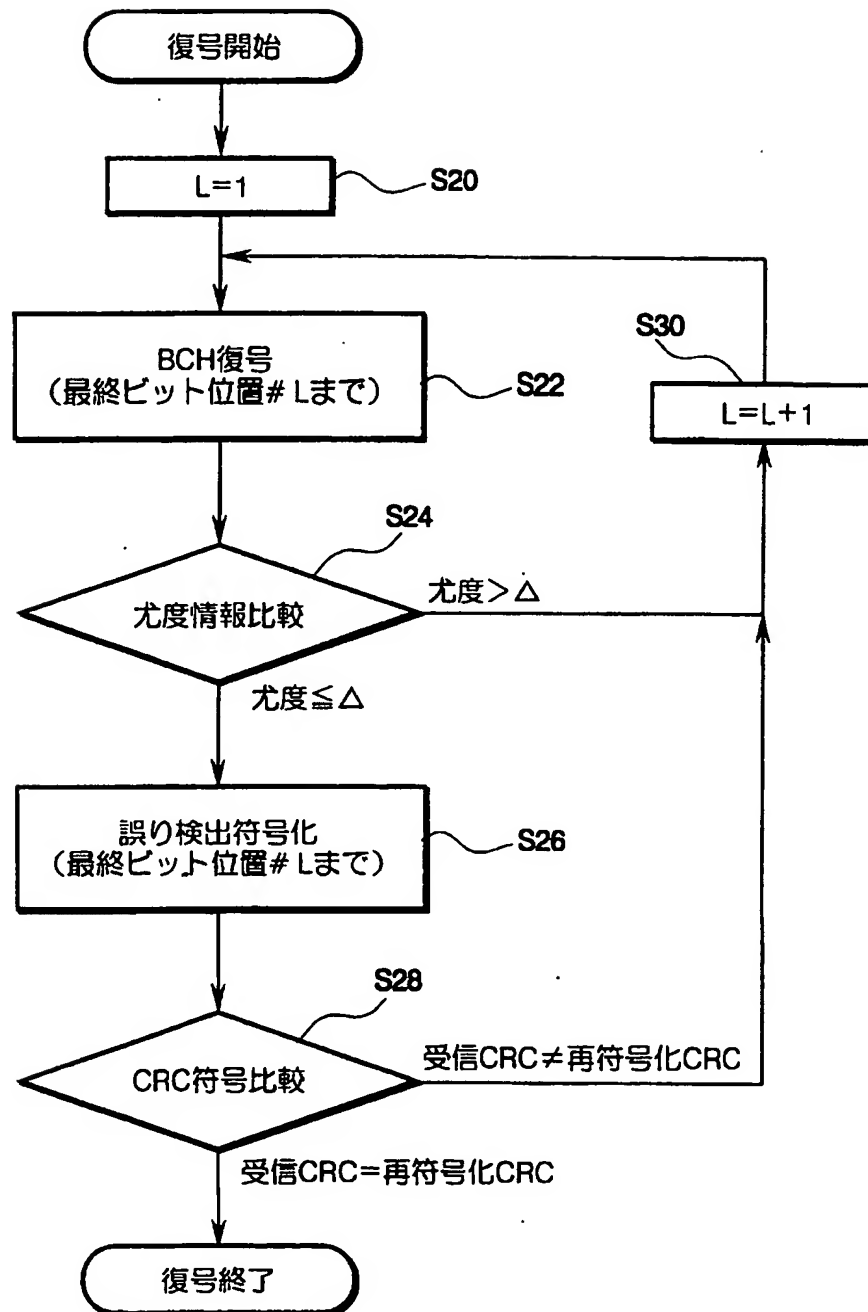 復号開始
L=1
S20
BCH復号
(最終ビット位置# Lまで)
S22
S30
L=L+1
S24
尤度情報比較
尤度>△
尤度≦△
誤り検出符号化
(最終ビット位置# Lまで)
S26
S28
CRC符号比較
受信CRC≠再符号化CRC
受信CRC=再符号化CRC
復号終了